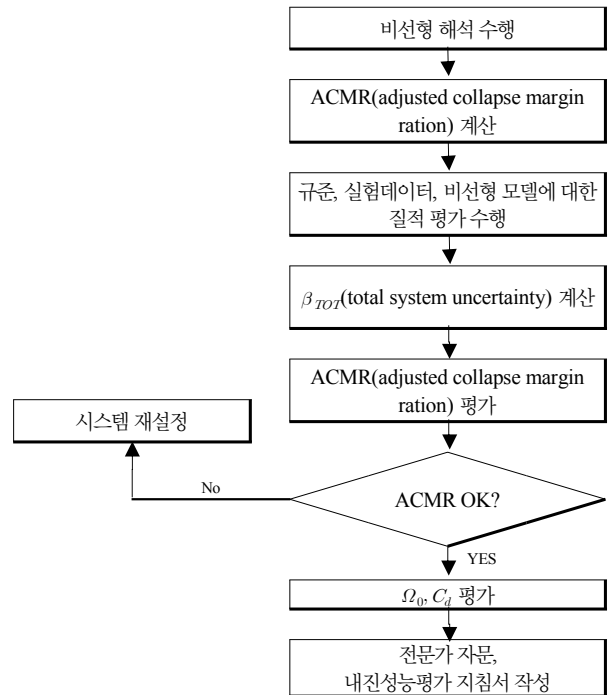 비선형 해석 수행
ACMR(adjusted collapse margin
ration) 계산
규준, 실험데이터, 비선형 모델에 대한
질적 평가 수행
β_TOT(total system uncertainty) 계산
ACMR(adjusted collapse margin
ration) 평가
시스템 재설정
No
ACMR OK?
YES
Ω₀, C_d 평가
전문가 자문,
내진성능평가 지침서 작성